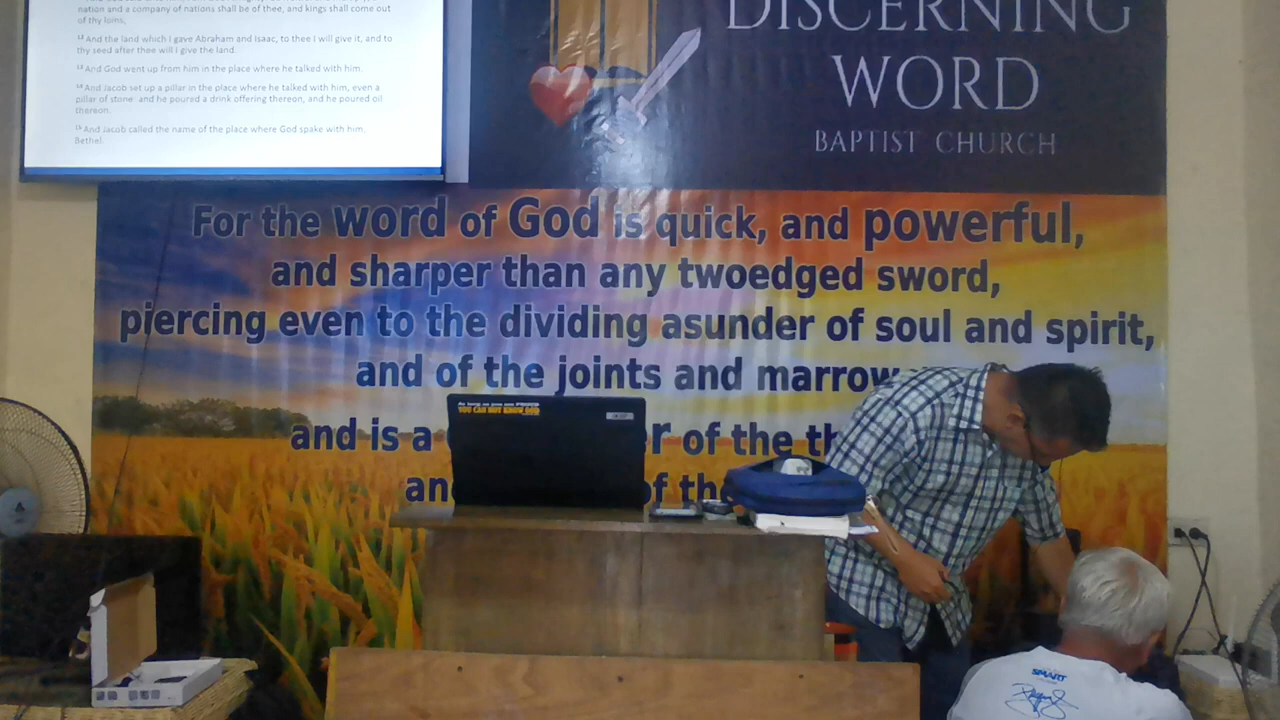 nation and a company of nations shall be of thee, and kings shall come out
of thy loins,
12 And the land which I gave Abraham and Isaac, to thee I will give it, and to
thy seed after thee will I give the land.
13 And God went up from him in the place where he talked with him.
14 And Jacob set up a pillar in the place where he talked with him, even a
pillar of stone: and he poured a drink offering thereon, and he poured oil
thereon.
15 And Jacob called the name of the place where God spake with him,
Bethel.
DISCERNING
WORD
BAPTIST CHURCH
For the word of God is quick, and powerful,
and sharper than any twoedged sword,
piercing even to the dividing asunder of soul and spirit,
and of the joints and marrow
and is a of the
of the
As long as you are PROUD
YOU CAN NOT KNOW GOD
SMART